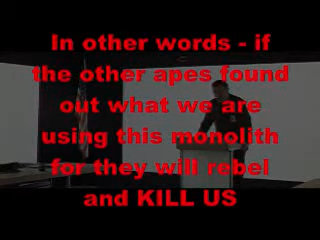 In other words - if
the other apes found
out what we are
using this monolith
for they will rebel
and KILL US